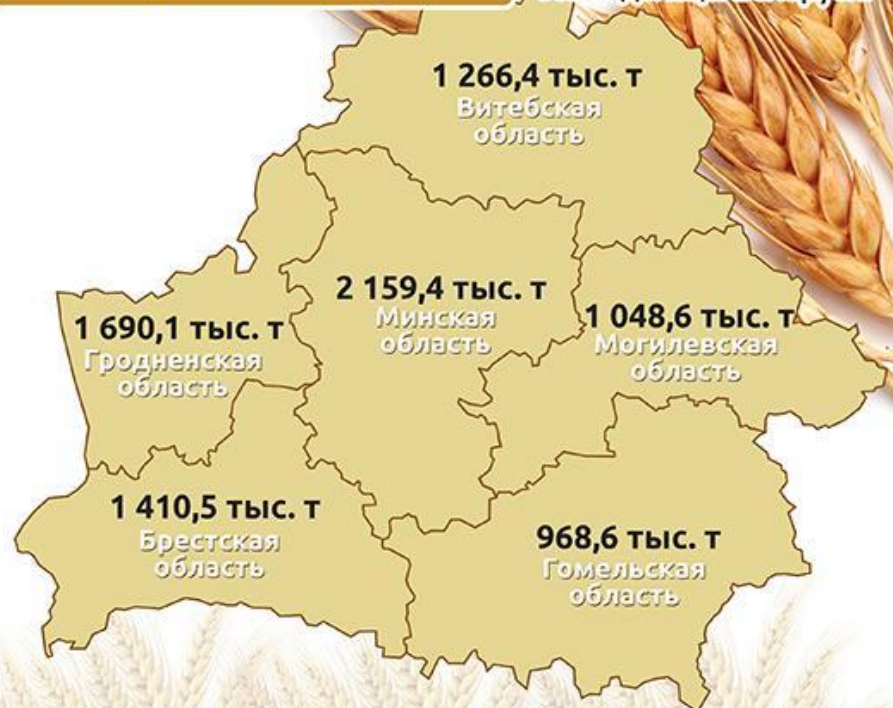 1 266,4 тыс. т
Витебская
область
2 159,4 тыс. т
Минская
область
1 048,6 тыс. т
Могилевская
область
1 690,1 тыс. т
Гродненская
область
1 410,5 тыс. т
Брестская
область
968,6 тыс. т
Гомельская
область